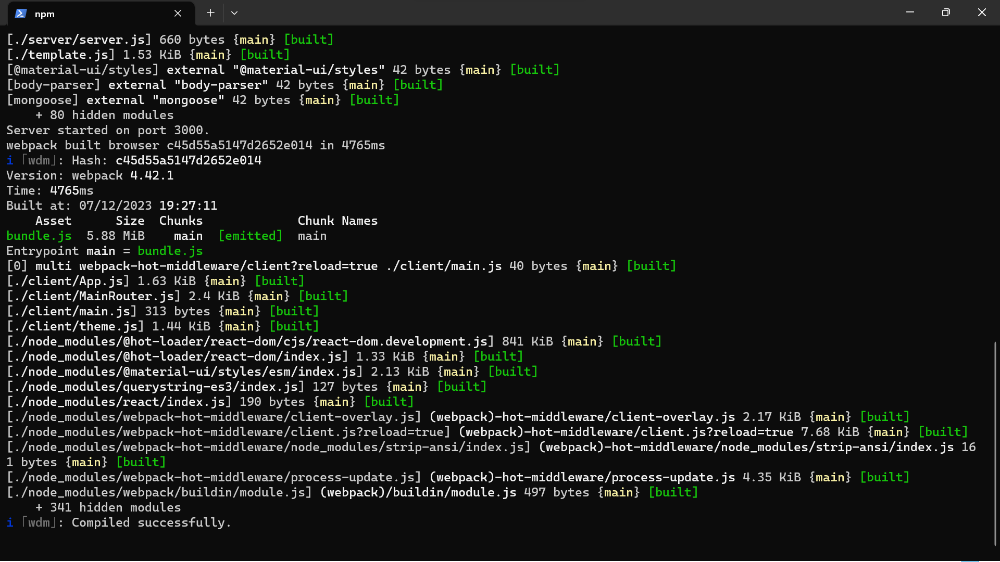 npm
[./server/server.js] 660 bytes {main} [built]
[./template.js] 1.53 KiB {main} [built]
[@material-ui/styles] external "@material-ui/styles" 42 bytes {main} [built]
[body-parser] external "body-parser" 42 bytes {main} [built]
[mongoose] external "mongoose" 42 bytes {main} [built]
    + 80 hidden modules
Server started on port 3000.
webpack built browser c45d55a5147d2652e014 in 4765ms
i ｢wdm｣: Hash: c45d55a5147d2652e014
Version: webpack 4.42.1
Time: 4765ms
Built at: 07/12/2023 19:27:11
    Asset      Size  Chunks             Chunk Names
bundle.js  5.88 MiB    main  [emitted]  main
Entrypoint main = bundle.js
[0] multi webpack-hot-middleware/client?reload=true ./client/main.js 40 bytes {main} [built]
[./client/App.js] 1.63 KiB {main} [built]
[./client/MainRouter.js] 2.4 KiB {main} [built]
[./client/main.js] 313 bytes {main} [built]
[./client/theme.js] 1.44 KiB {main} [built]
[./node_modules/@hot-loader/react-dom/cjs/react-dom.development.js] 841 KiB {main} [built]
[./node_modules/@hot-loader/react-dom/index.js] 1.33 KiB {main} [built]
[./node_modules/@material-ui/styles/esm/index.js] 2.13 KiB {main} [built]
[./node_modules/querystring-es3/index.js] 127 bytes {main} [built]
[./node_modules/react/index.js] 190 bytes {main} [built]
[./node_modules/webpack-hot-middleware/client-overlay.js] (webpack)-hot-middleware/client-overlay.js 2.17 KiB {main} [built]
[./node_modules/webpack-hot-middleware/client.js?reload=true] (webpack)-hot-middleware/client.js?reload=true 7.68 KiB {main} [built]
[./node_modules/webpack-hot-middleware/node_modules/strip-ansi/index.js] (webpack)-hot-middleware/node_modules/strip-ansi/index.js 16
1 bytes {main} [built]
[./node_modules/webpack-hot-middleware/process-update.js] (webpack)-hot-middleware/process-update.js 4.35 KiB {main} [built]
[./node_modules/webpack/buildin/module.js] (webpack)/buildin/module.js 497 bytes {main} [built]
    + 341 hidden modules
i ｢wdm｣: Compiled successfully.